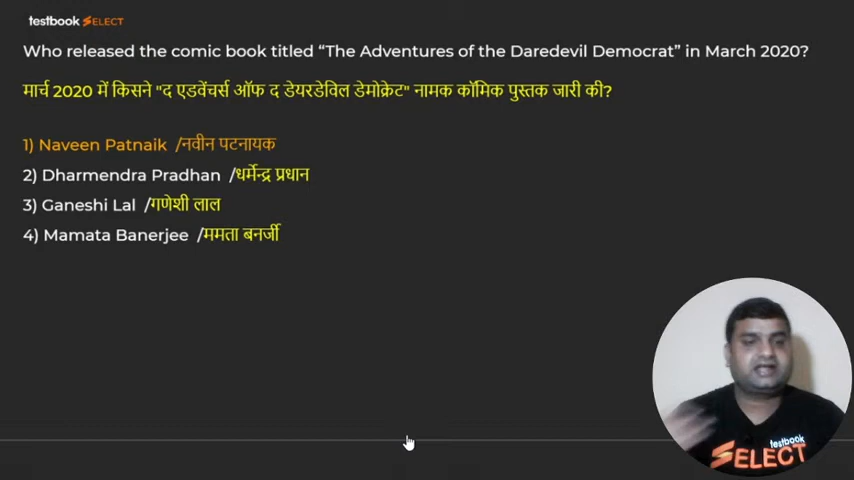 testbook SELECT
Who released the comic book titled “The Adventures of the Daredevil Democrat” in March 2020?
मार्च 2020 में किसने "द एडवेंचर्स ऑफ द डेयरडेविल डेमोक्रेट" नामक कॉमिक पुस्तक जारी की?
1) Naveen Patnaik /नवीन पटनायक
2) Dharmendra Pradhan /धर्मेन्द्र प्रधान
3) Ganeshi Lal /गणेशी लाल
4) Mamata Banerjee /ममता बनर्जी
testbook
SELECT